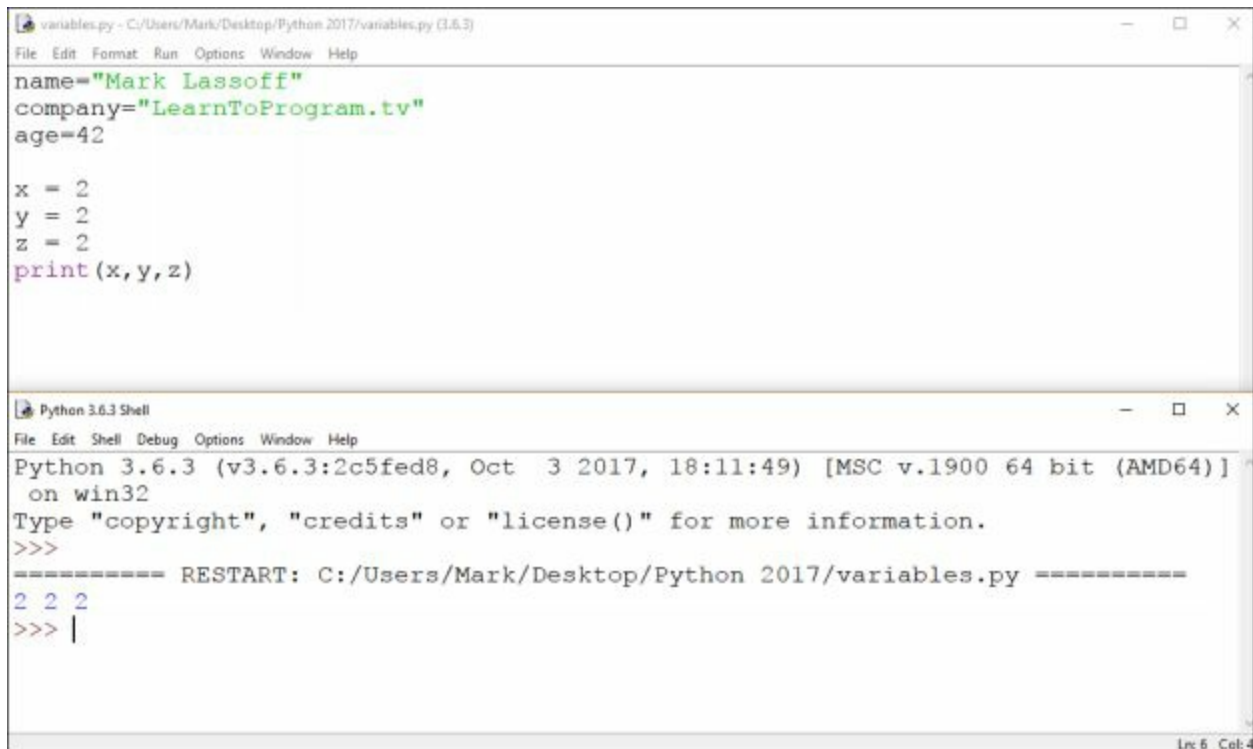 variables.py - C:/Users/Mark/Desktop/Python 2017/variables.py (3.6.3)
File Edit Format Run Options Window Help
name="Mark Lassoff"
company="LearnToProgram.tv"
age=42
x = 2
y = 2
z = 2
print(x,y,z)
Python 3.6.3 Shell
File Edit Shell Debug Options Window Help
Python 3.6.3 (v3.6.3:2c5fed8, Oct  3 2017, 18:11:49) [MSC v.1900 64 bit (AMD64)]
 on win32
Type "copyright", "credits" or "license()" for more information.
>>>
========== RESTART: C:/Users/Mark/Desktop/Python 2017/variables.py ==========
2 2 2
>>>
Ln: 6 Col: 4